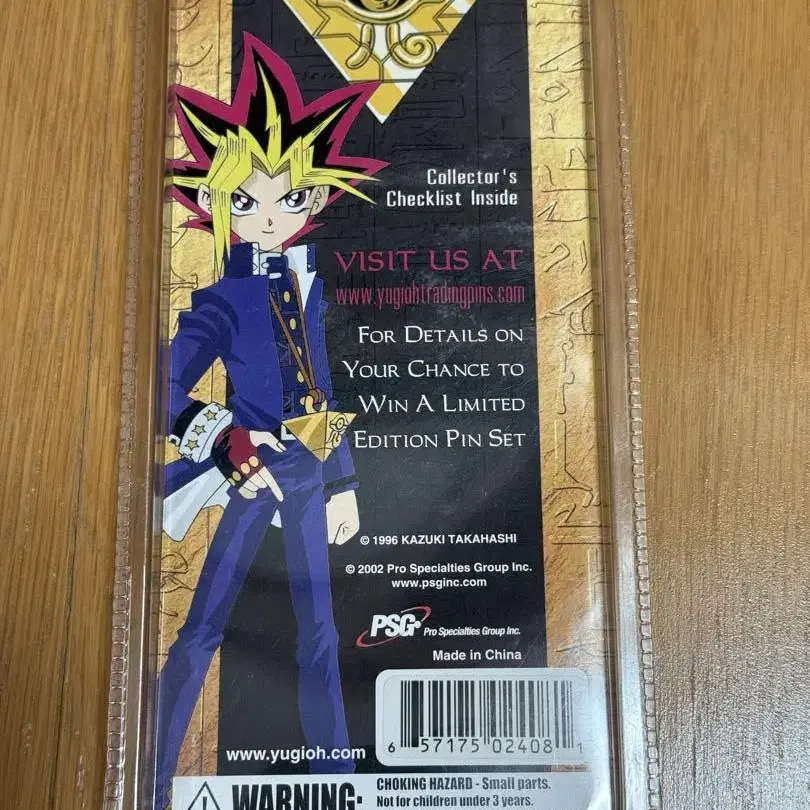 Collector's
Checklist Inside
VISIT US AT
www.yugiohtradingpins.com
FOR DETAILS ON
YOUR CHANCE TO
WIN A LIMITED
EDITION PIN SET
© 1996 KAZUKI TAKAHASHI
© 2002 Pro Specialties Group Inc.
www.psginc.com
PSG Pro Specialties Group Inc.
Made in China
6 57175 02408 1
www.yugioh.com
WARNING:
CHOKING HAZARD - Small parts.
Not for children under 3 years.